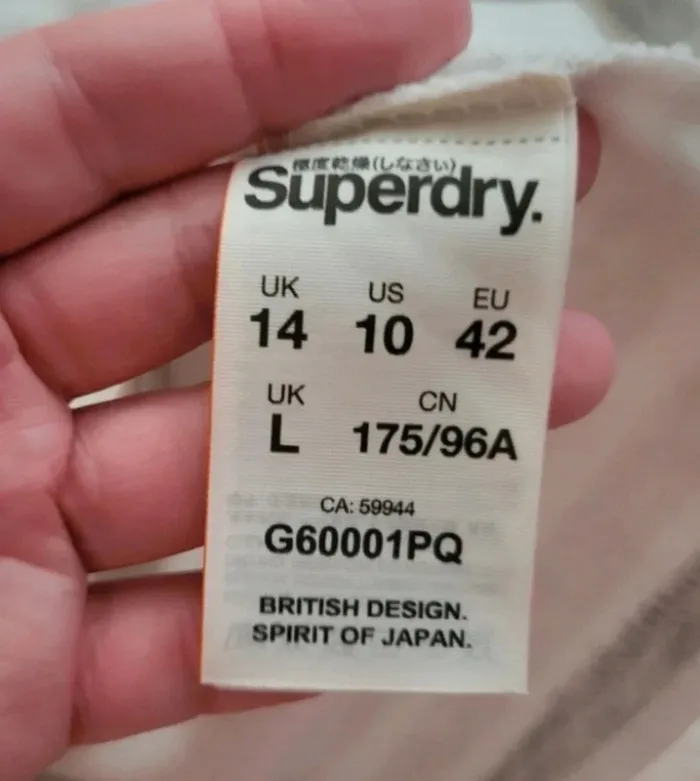 極度乾燥(しなさい)
Superdry.
UK US EU
14 10 42
UK CN
L 175/96A
CA: 59944
G60001PQ
BRITISH DESIGN.
SPIRIT OF JAPAN.